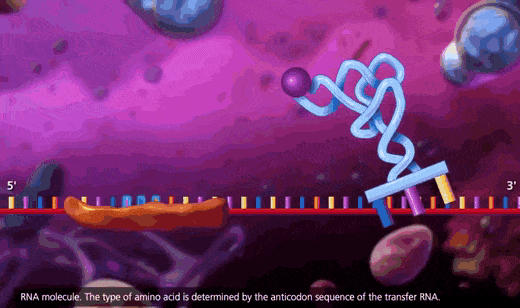 5' 3'
RNA molecule. The type of amino acid is determined by the anticodon sequence of the transfer RNA.